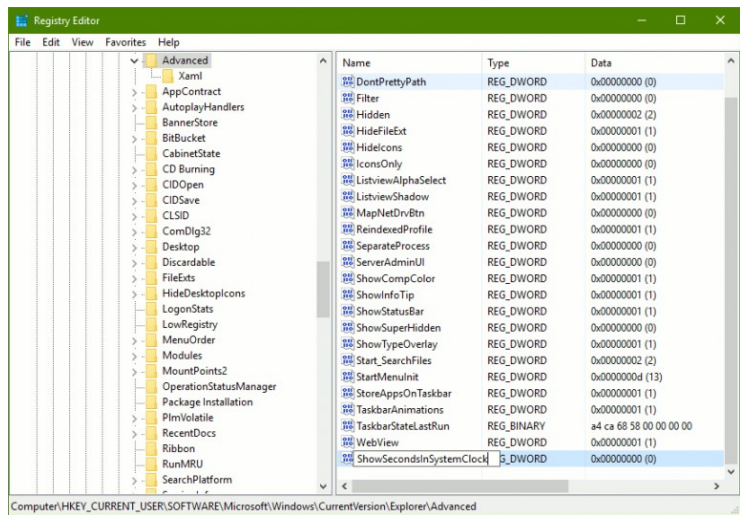 Registry Editor
File Edit View Favorites Help
Advanced
Xaml
AppContract
AutoplayHandlers
BannerStore
BitBucket
CabinetState
CD Burning
CIDOpen
CIDSave
CLSID
ComDlg32
Desktop
Discardable
FileExts
HideDesktopIcons
LogonStats
LowRegistry
MenuOrder
Modules
MountPoints2
OperationStatusManager
Package Installation
PlmVolatile
RecentDocs
Ribbon
RunMRU
SearchPlatform
Name Type Data
DontPrettyPath REG_DWORD 0x00000000 (0)
Filter REG_DWORD 0x00000000 (0)
Hidden REG_DWORD 0x00000002 (2)
HideFileExt REG_DWORD 0x00000001 (1)
HideIcons REG_DWORD 0x00000000 (0)
IconsOnly REG_DWORD 0x00000000 (0)
ListviewAlphaSelect REG_DWORD 0x00000001 (1)
ListviewShadow REG_DWORD 0x00000001 (1)
MapNetDrvBtn REG_DWORD 0x00000000 (0)
ReindexedProfile REG_DWORD 0x00000001 (1)
SeparateProcess REG_DWORD 0x00000000 (0)
ServerAdminUI REG_DWORD 0x00000000 (0)
ShowCompColor REG_DWORD 0x00000001 (1)
ShowInfoTip REG_DWORD 0x00000001 (1)
ShowStatusBar REG_DWORD 0x00000001 (1)
ShowSuperHidden REG_DWORD 0x00000000 (0)
ShowTypeOverlay REG_DWORD 0x00000001 (1)
Start_SearchFiles REG_DWORD 0x00000002 (2)
StartMenuInit REG_DWORD 0x0000000d (13)
StoreAppsOnTaskbar REG_DWORD 0x00000001 (1)
TaskbarAnimations REG_DWORD 0x00000001 (1)
TaskbarStateLastRun REG_BINARY a4 ca 68 58 00 00 00 00
WebView REG_DWORD 0x00000001 (1)
ShowSecondsInSystemClock G_DWORD 0x00000000 (0)
Computer\HKEY_CURRENT_USER\SOFTWARE\Microsoft\Windows\CurrentVersion\Explorer\Advanced